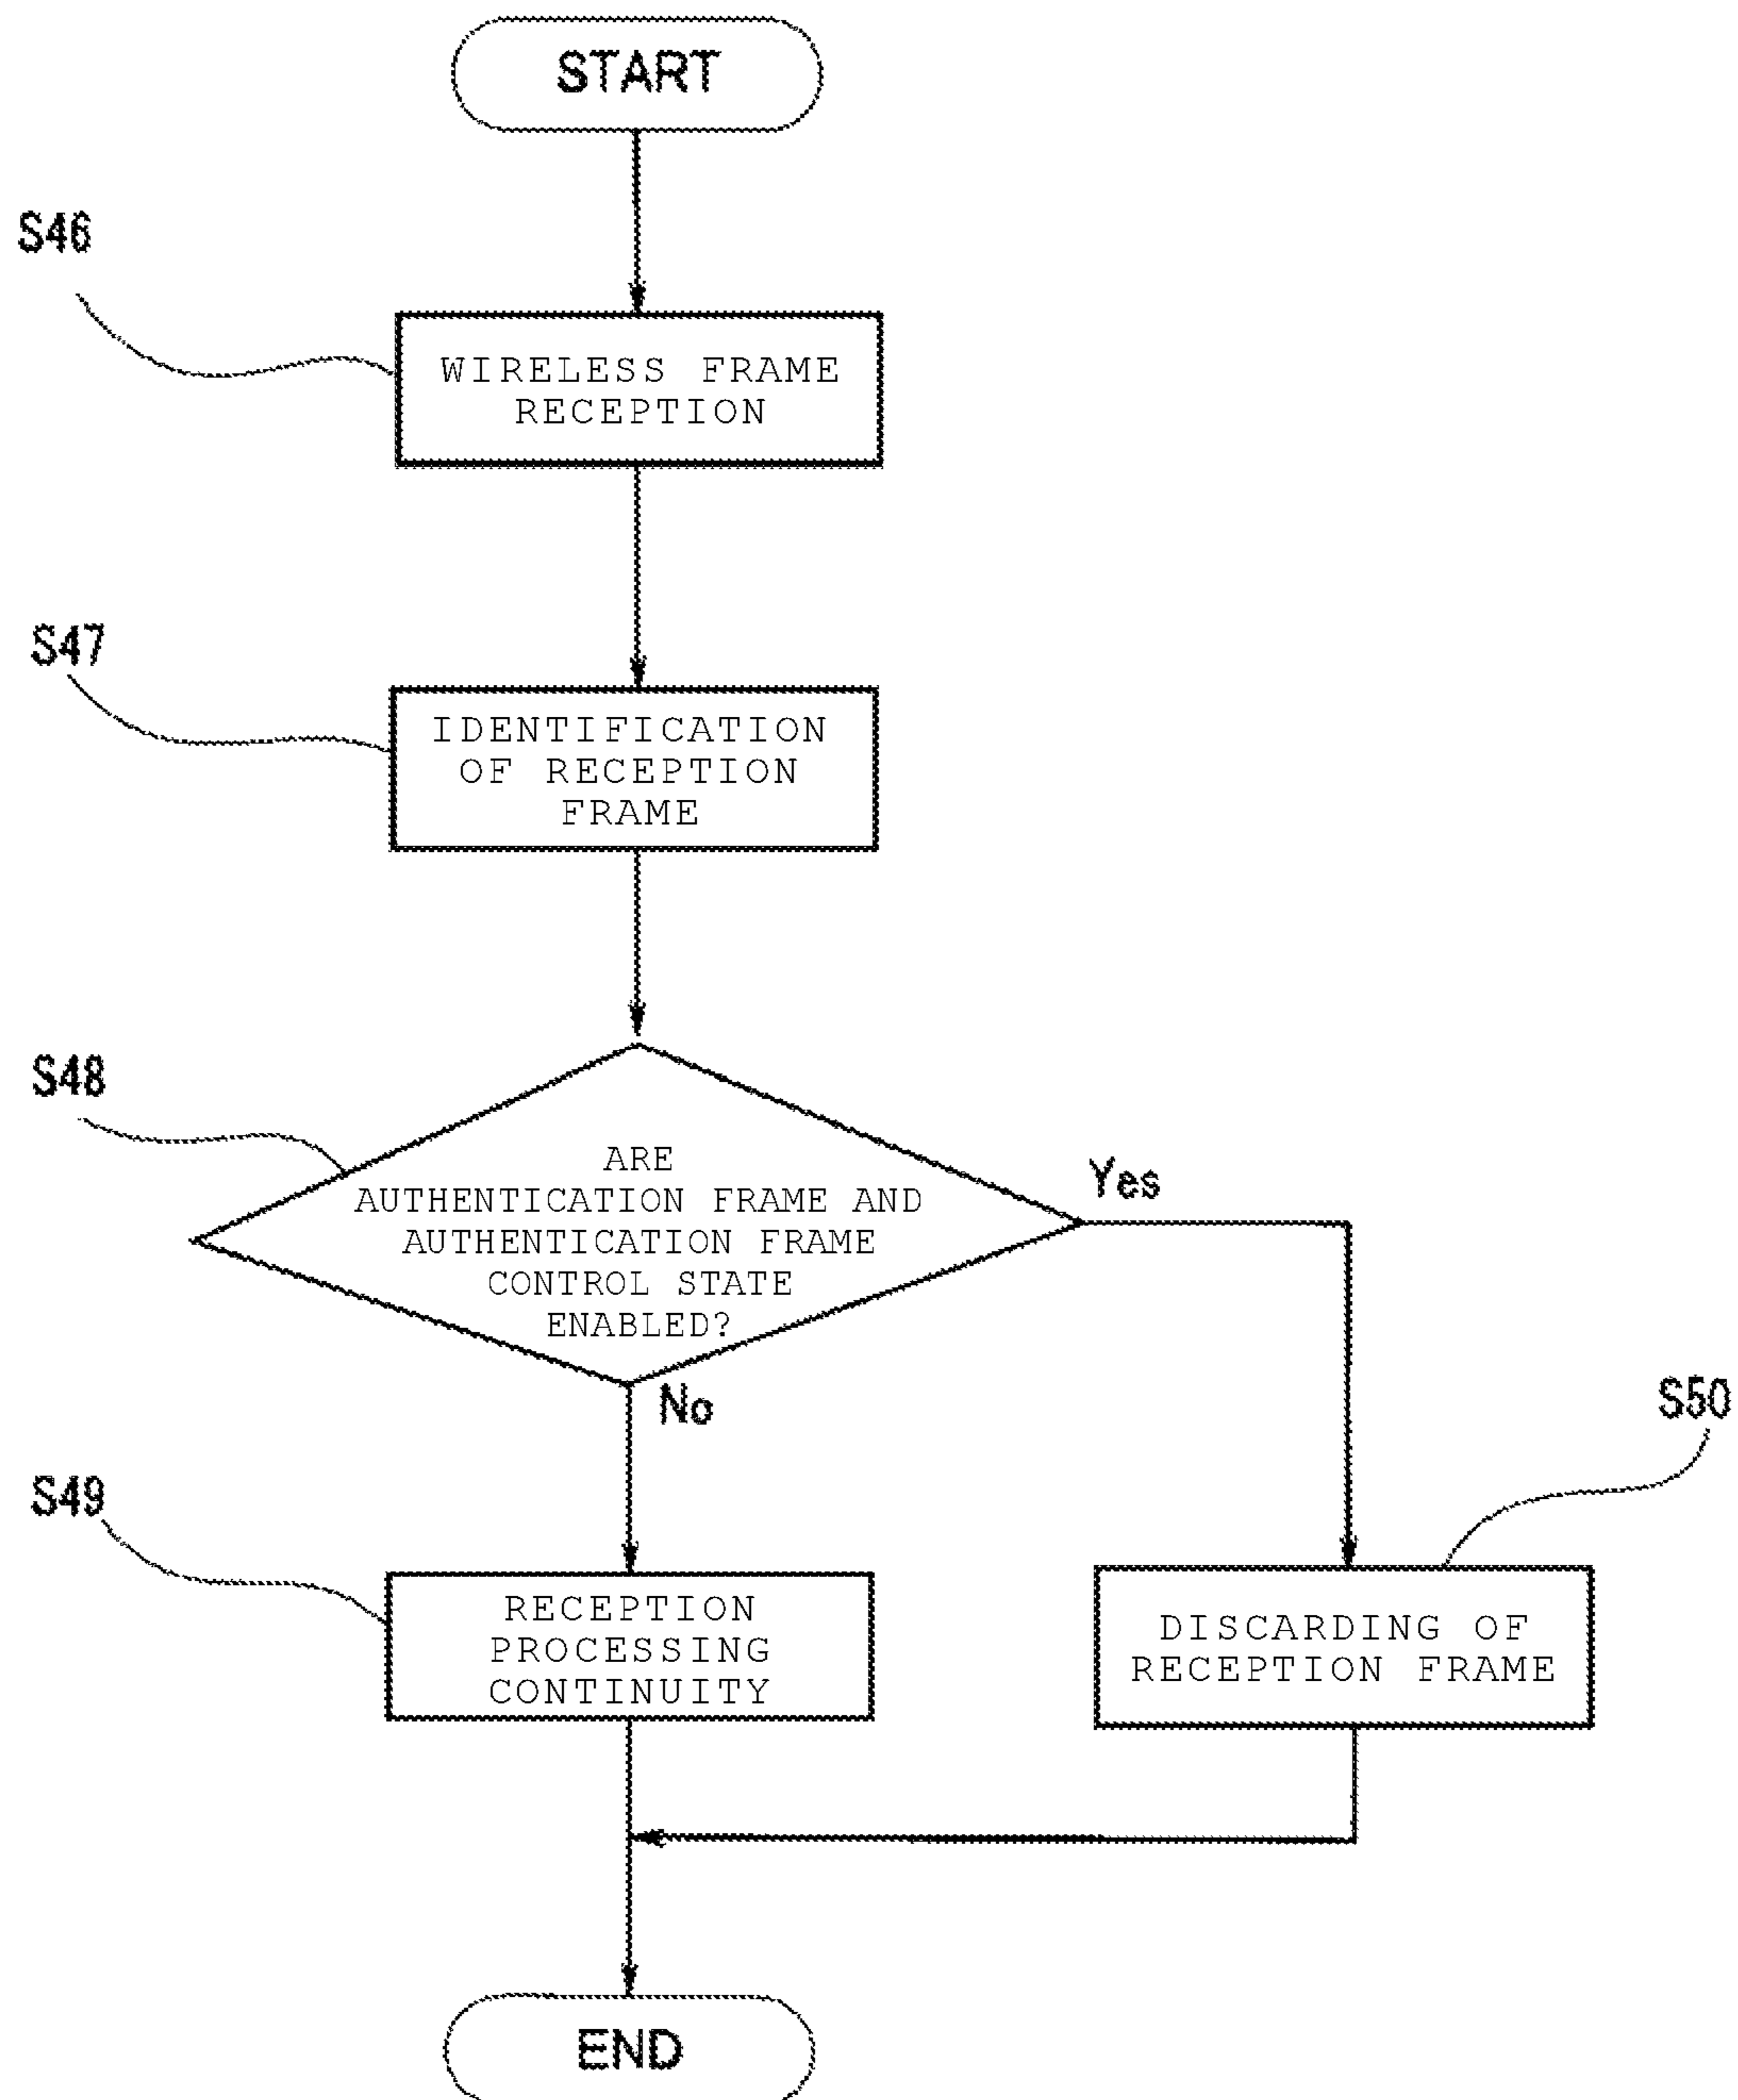 START
S46
WIRELESS FRAME
RECEPTION
S47
IDENTIFICATION
OF RECEPTION
FRAME
S48
ARE
AUTHENTICATION FRAME AND
AUTHENTICATION FRAME
CONTROL STATE
ENABLED?
Yes
No
S49
RECEPTION
PROCESSING
CONTINUITY
S50
DISCARDING OF
RECEPTION FRAME
END